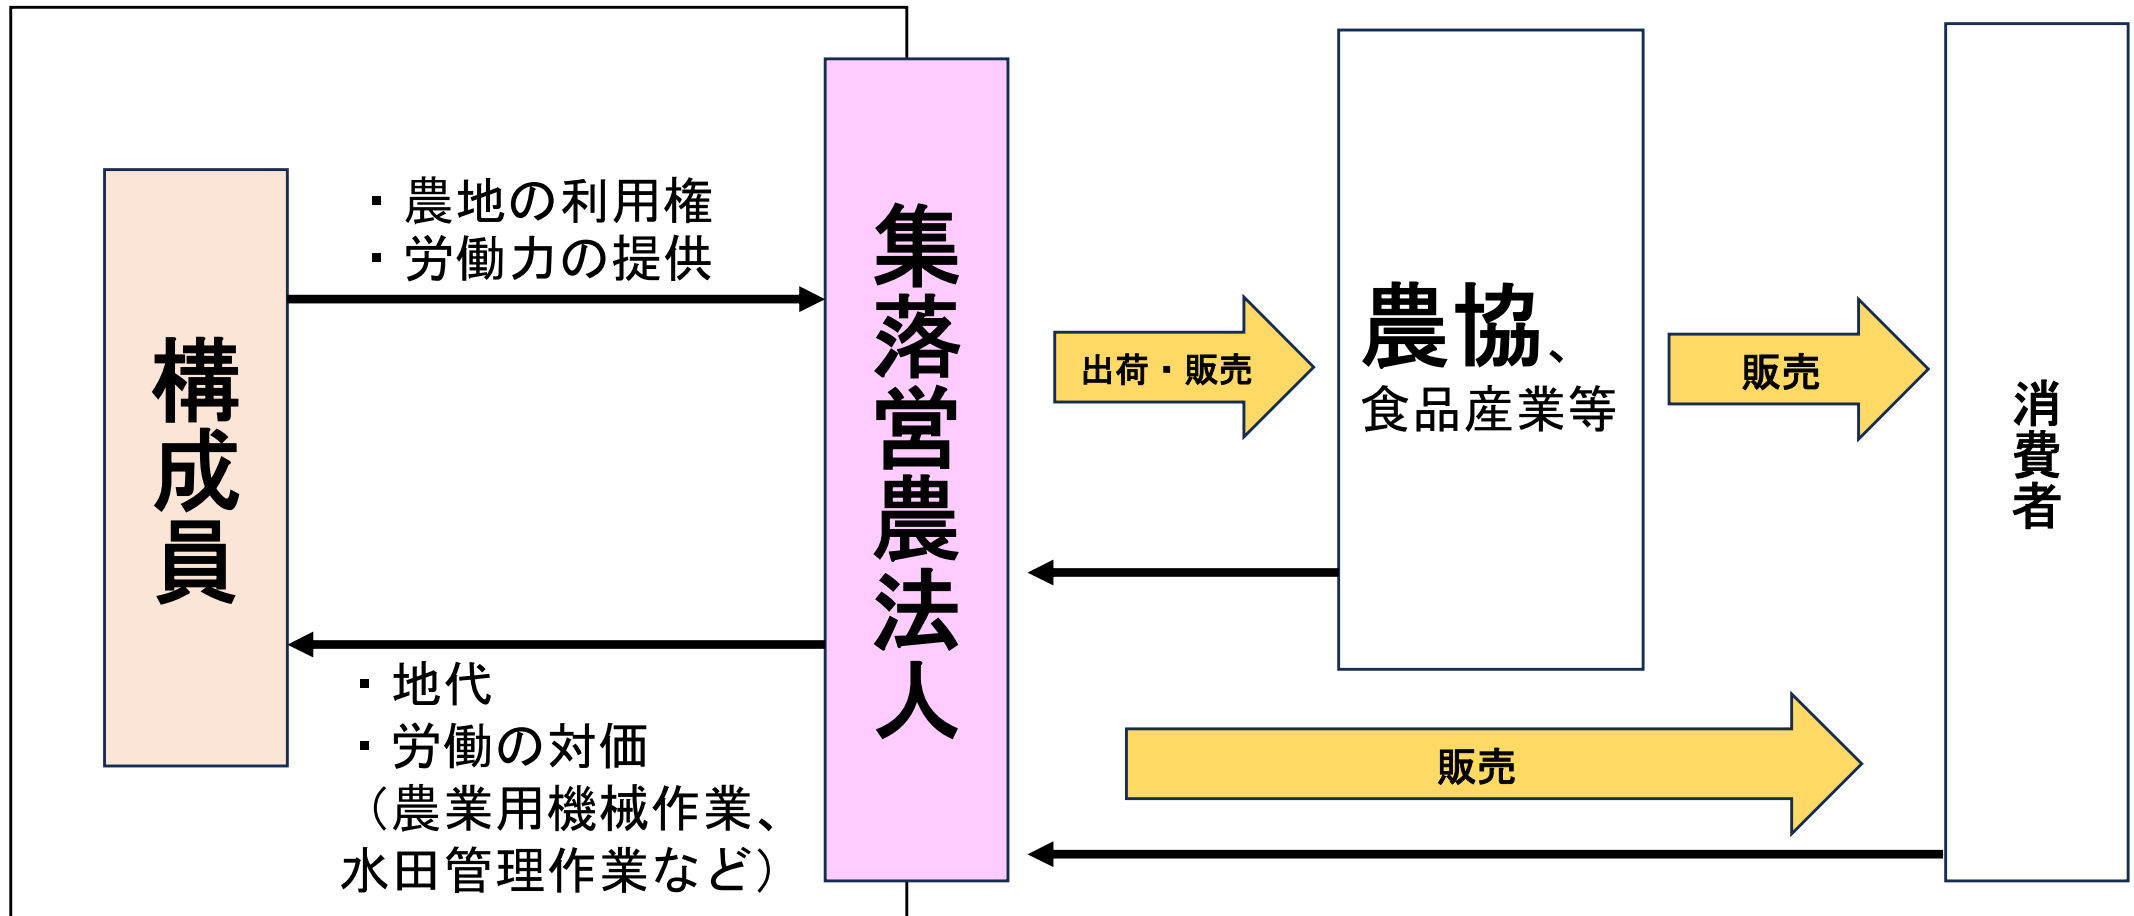 構成員
・農地の利用権
・労働力の提供
・地代
・労働の対価
（農業用機械作業、
水田管理作業など）
集落営農法人
出荷・販売
農協、
食品産業等
販売
販売
消費者